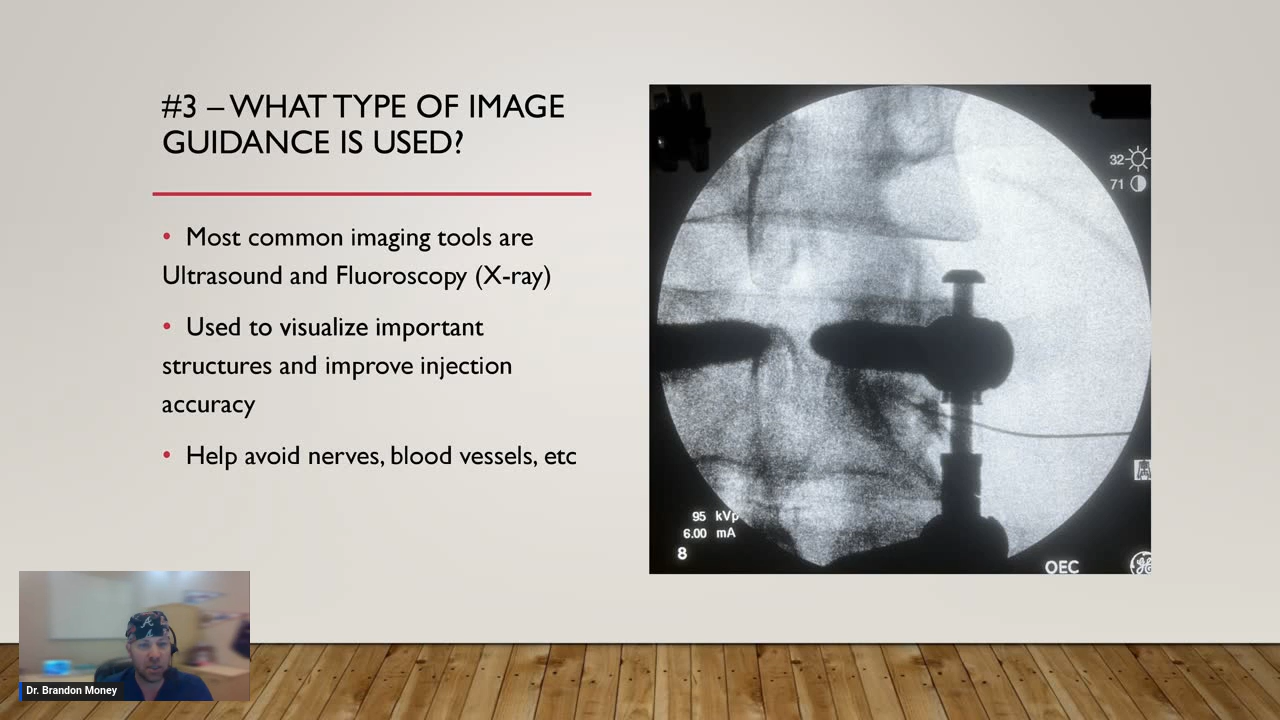 #3 – WHAT TYPE OF IMAGE
GUIDANCE IS USED?
• Most common imaging tools are
Ultrasound and Fluoroscopy (X-ray)
• Used to visualize important
structures and improve injection
accuracy
• Help avoid nerves, blood vessels, etc
32
71
95 kVp
6.00 mA
8
OEC
GE
A
A
Dr. Brandon Money